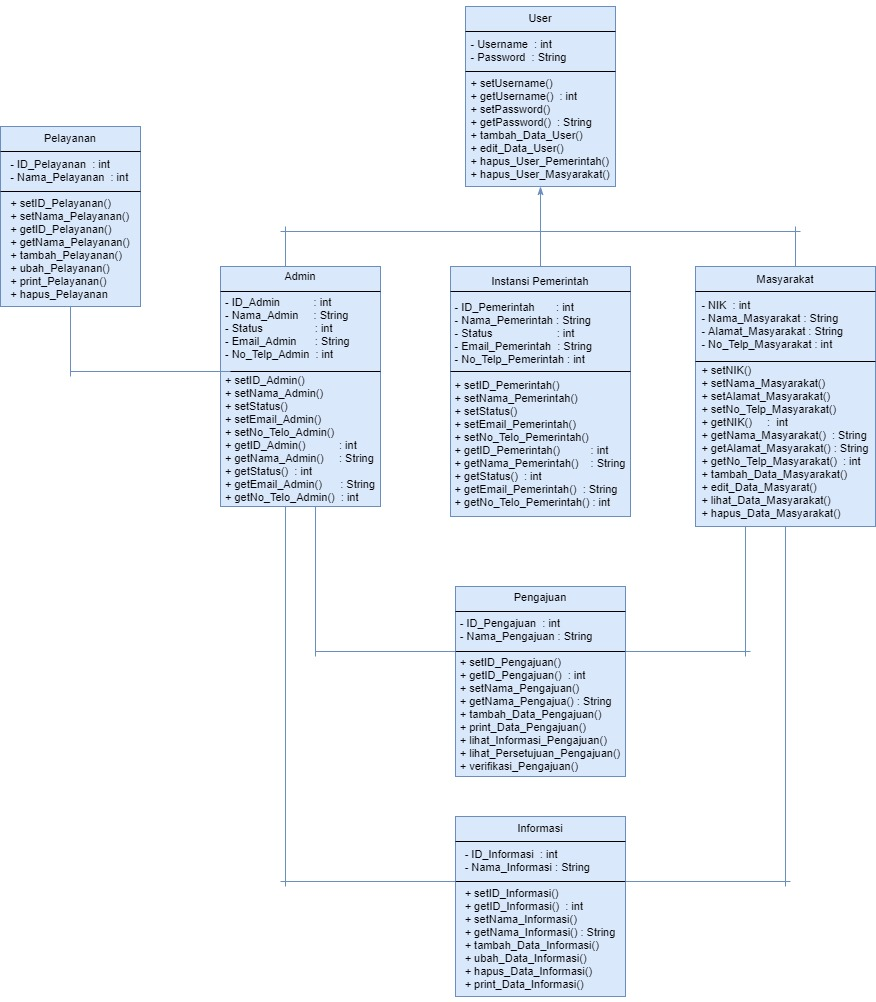 User
- Username : int
- Password : String
+ setUsername()
+ getUsername() : int
+ setPassword()
+ getPassword() : String
+ tambah_Data_User()
+ edit_Data_User()
+ hapus_User_Pemerintah()
+ hapus_User_Masyarakat()
Pelayanan
- ID_Pelayanan : int
- Nama_Pelayanan : int
+ setID_Pelayanan()
+ setNama_Pelayanan()
+ getID_Pelayanan()
+ getNama_Pelayanan()
+ tambah_Pelayanan()
+ ubah_Pelayanan()
+ print_Pelayanan()
+ hapus_Pelayanan
Admin
- ID_Admin : int
- Nama_Admin : String
- Status : int
- Email_Admin : String
- No_Telp_Admin : int
+ setID_Admin()
+ setNama_Admin()
+ setStatus()
+ setEmail_Admin()
+ setNo_Telo_Admin()
+ getID_Admin() : int
+ getNama_Admin() : String
+ getStatus() : int
+ getEmail_Admin() : String
+ getNo_Telo_Admin() : int
Instansi Pemerintah
- ID_Pemerintah : int
- Nama_Pemerintah : String
- Status : int
- Email_Pemerintah : String
- No_Telp_Pemerintah : int
+ setID_Pemerintah()
+ setNama_Pemerintah()
+ setStatus()
+ setEmail_Pemerintah()
+ setNo_Telo_Pemerintah()
+ getID_Pemerintah() : int
+ getNama_Pemerintah() : String
+ getStatus() : int
+ getEmail_Pemerintah() : String
+ getNo_Telo_Pemerintah() : int
Masyarakat
- NIK : int
- Nama_Masyarakat : String
- Alamat_Masyarakat : String
- No_Telp_Masyarakat : int
+ setNIK()
+ setNama_Masyarakat()
+ setAlamat_Masyarakat()
+ setNo_Telp_Masyarakat()
+ getNIK() : int
+ getNama_Masyarakat() : String
+ getAlamat_Masyarakat() : String
+ getNo_Telp_Masyarakat() : int
+ tambah_Data_Masyarakat()
+ edit_Data_Masyarat()
+ lihat_Data_Masyarakat()
+ hapus_Data_Masyarakat()
Pengajuan
- ID_Pengajuan : int
- Nama_Pengajuan : String
+ setID_Pengajuan()
+ getID_Pengajuan() : int
+ setNama_Pengajuan()
+ getNama_Pengajua() : String
+ tambah_Data_Pengajuan()
+ print_Data_Pengajuan()
+ lihat_Informasi_Pengajuan()
+ lihat_Persetujuan_Pengajuan()
+ verifikasi_Pengajuan()
Informasi
- ID_Informasi : int
- Nama_Informasi : String
+ setID_Informasi()
+ getID_Informasi() : int
+ setNama_Informasi()
+ getNama_Informasi() : String
+ tambah_Data_Informasi()
+ ubah_Data_Informasi()
+ hapus_Data_Informasi()
+ print_Data_Informasi()